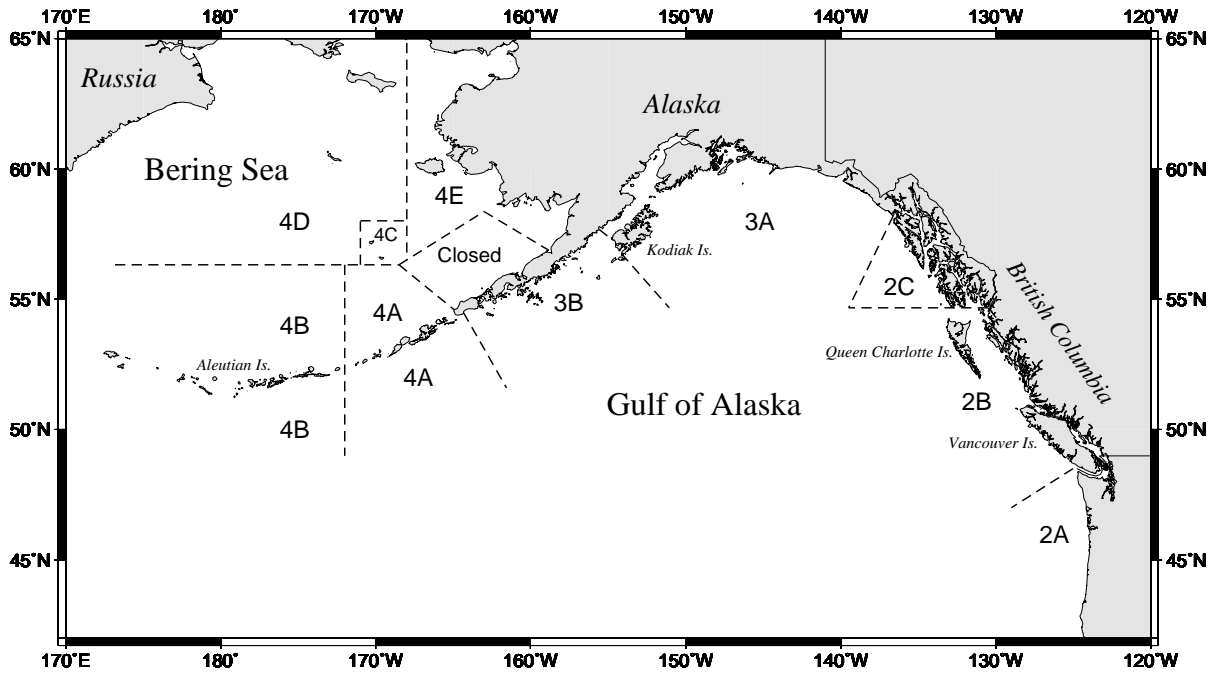 170˚E 180˚ 170˚W 160˚W 150˚W 140˚W 130˚W 120˚W
65˚N 65˚N
Russia
Alaska
60˚N 60˚N
Bering Sea
4E
4D
4C
3A
Closed
Kodiak Is.
British Columbia
2C
55˚N 55˚N
3B
4A
4B
Queen Charlotte Is.
Aleutian Is.
4A
2B
Gulf of Alaska
4B
50˚N 50˚N
Vancouver Is.
2A
45˚N 45˚N
170˚E 180˚ 170˚W 160˚W 150˚W 140˚W 130˚W 120˚W